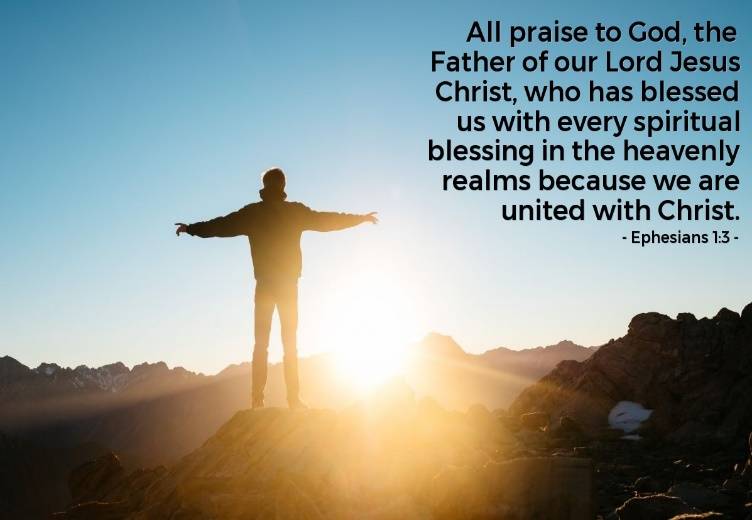 All praise to God, the
Father of our Lord Jesus
Christ, who has blessed
us with every spiritual
blessing in the heavenly
realms because we are
united with Christ.
- Ephesians 1:3 -